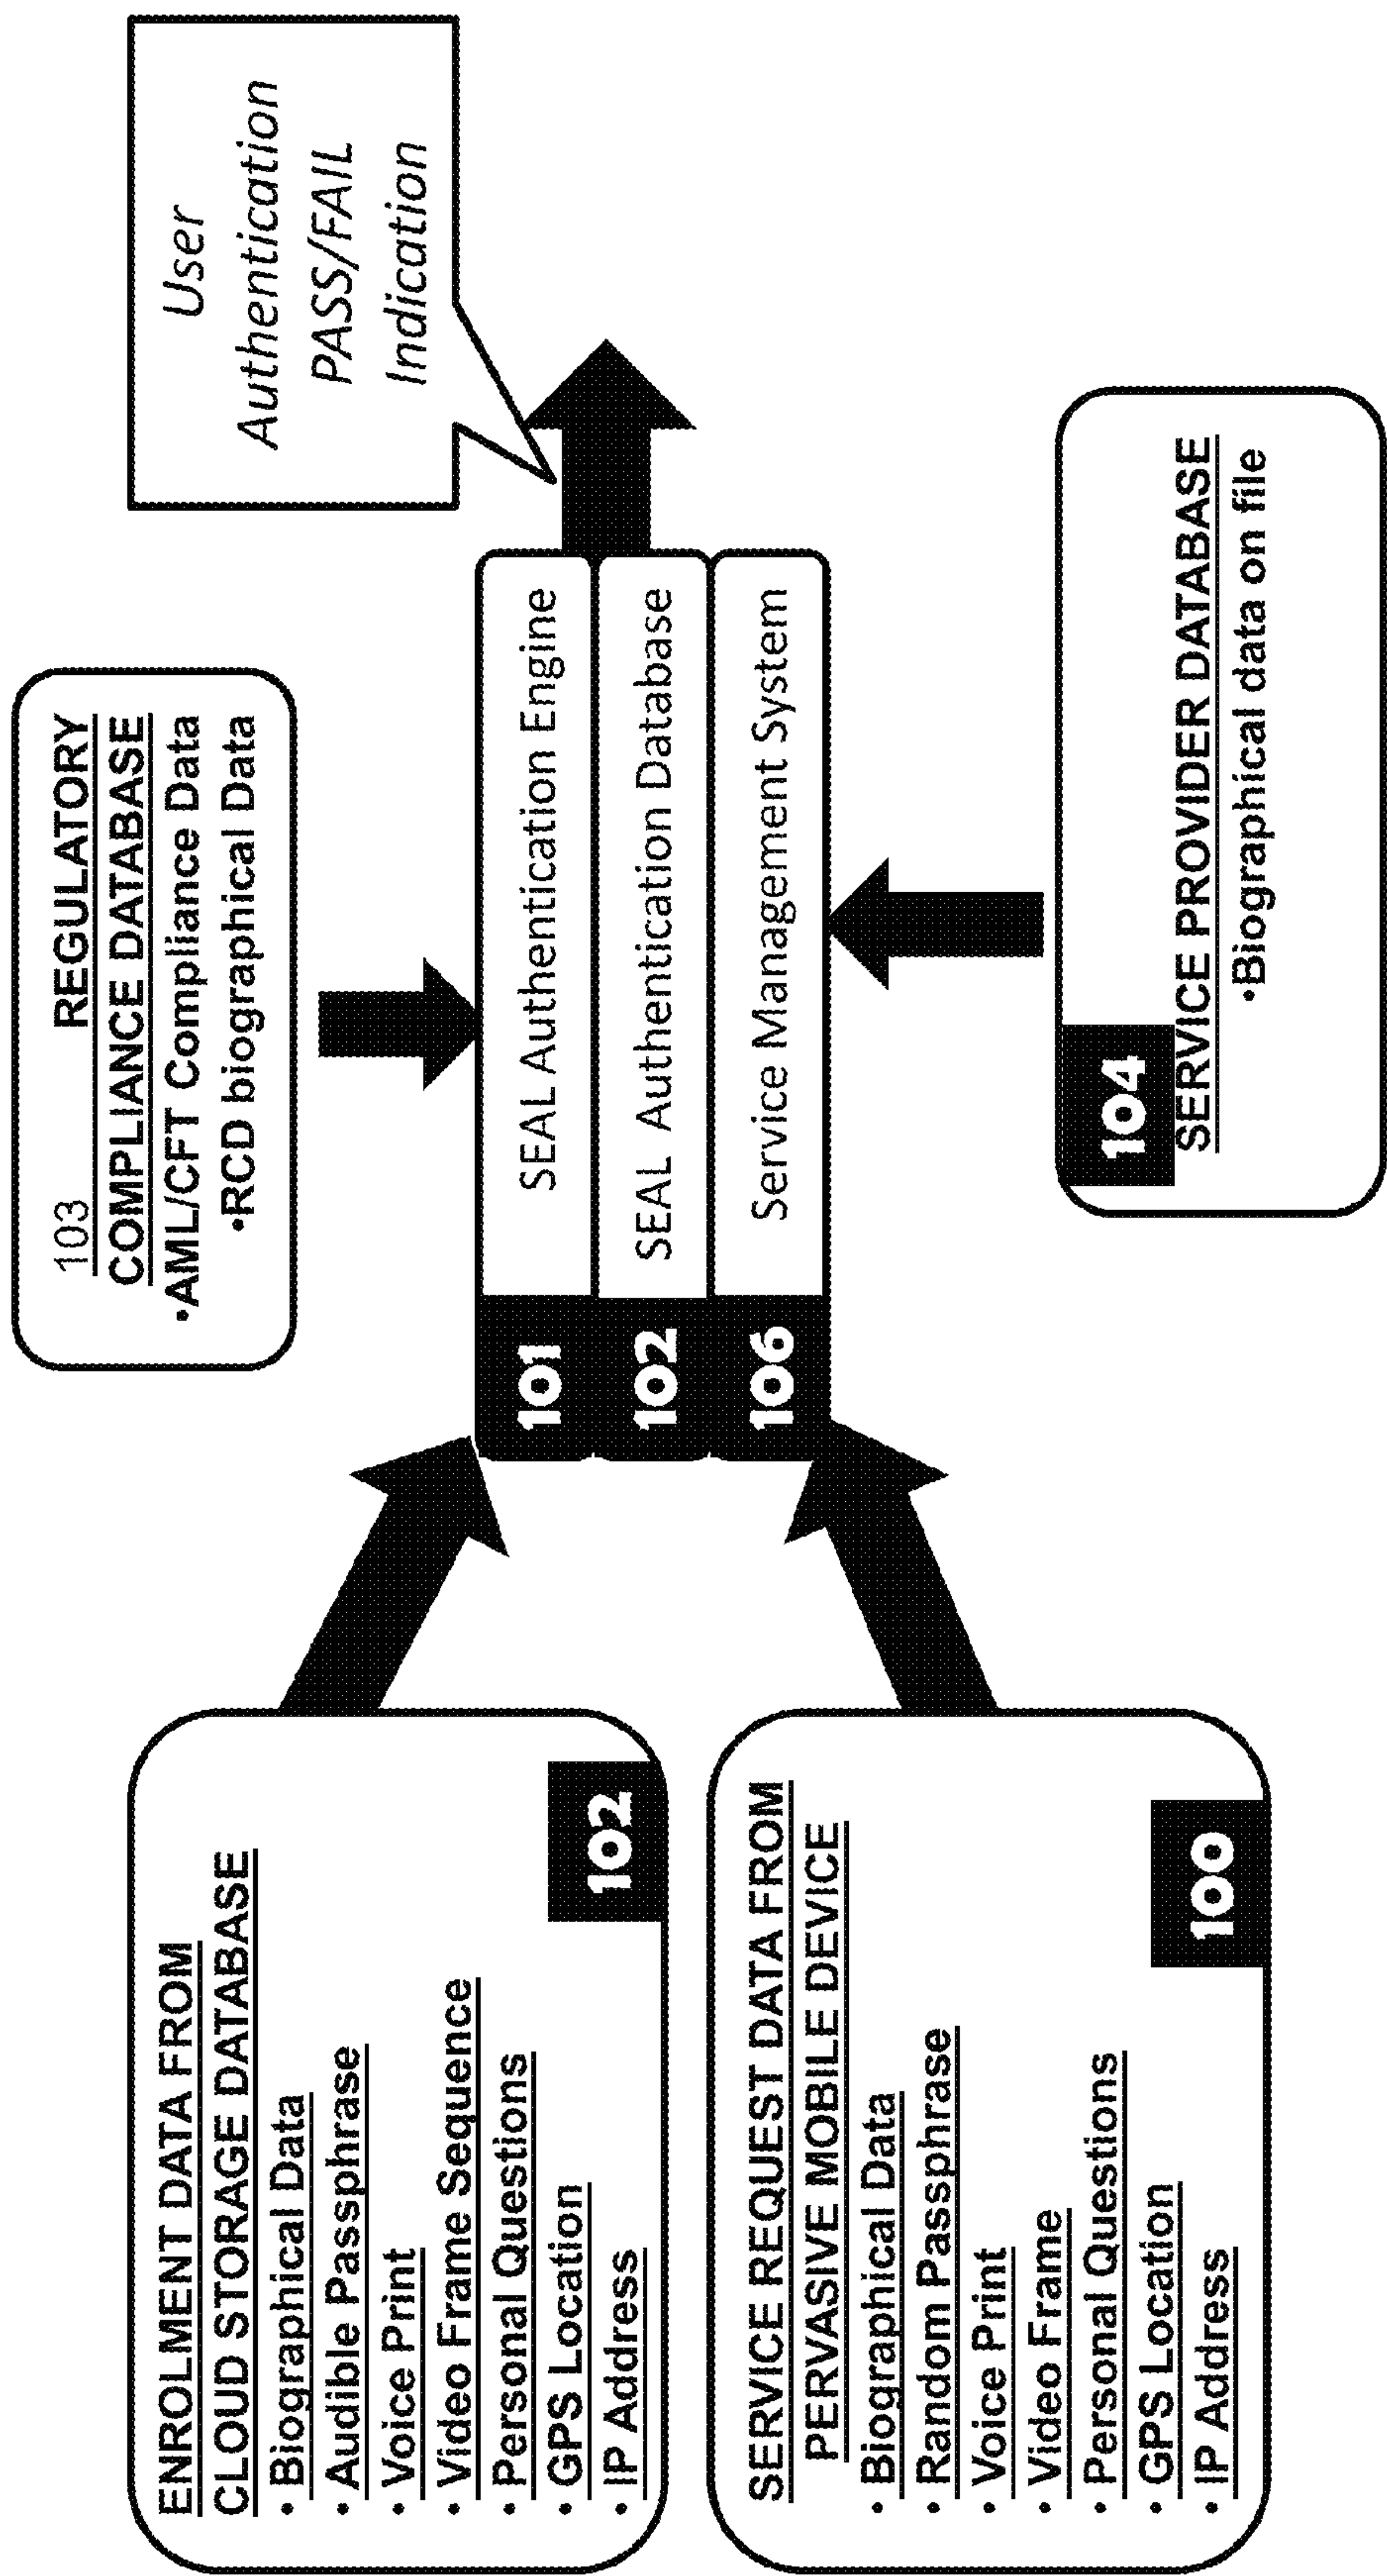 ENROLMENT DATA FROM
CLOUD STORAGE DATABASE
• Biographical Data
• Audible Passphrase
• Voice Print
• Video Frame Sequence
• Personal Questions
• GPS Location
• IP Address
102
SERVICE REQUEST DATA FROM
PERVASIVE MOBILE DEVICE
• Biographical Data
• Random Passphrase
• Voice Print
• Video Frame
• Personal Questions
• GPS Location
• IP Address
100
103 REGULATORY
COMPLIANCE DATABASE
•AML/CFT Compliance Data
•RCD biographical Data
101 SEAL Authentication Engine
102 SEAL Authentication Database
106 Service Management System
104
SERVICE PROVIDER DATABASE
•Biographical data on file
User
Authentication
PASS/FAIL
Indication